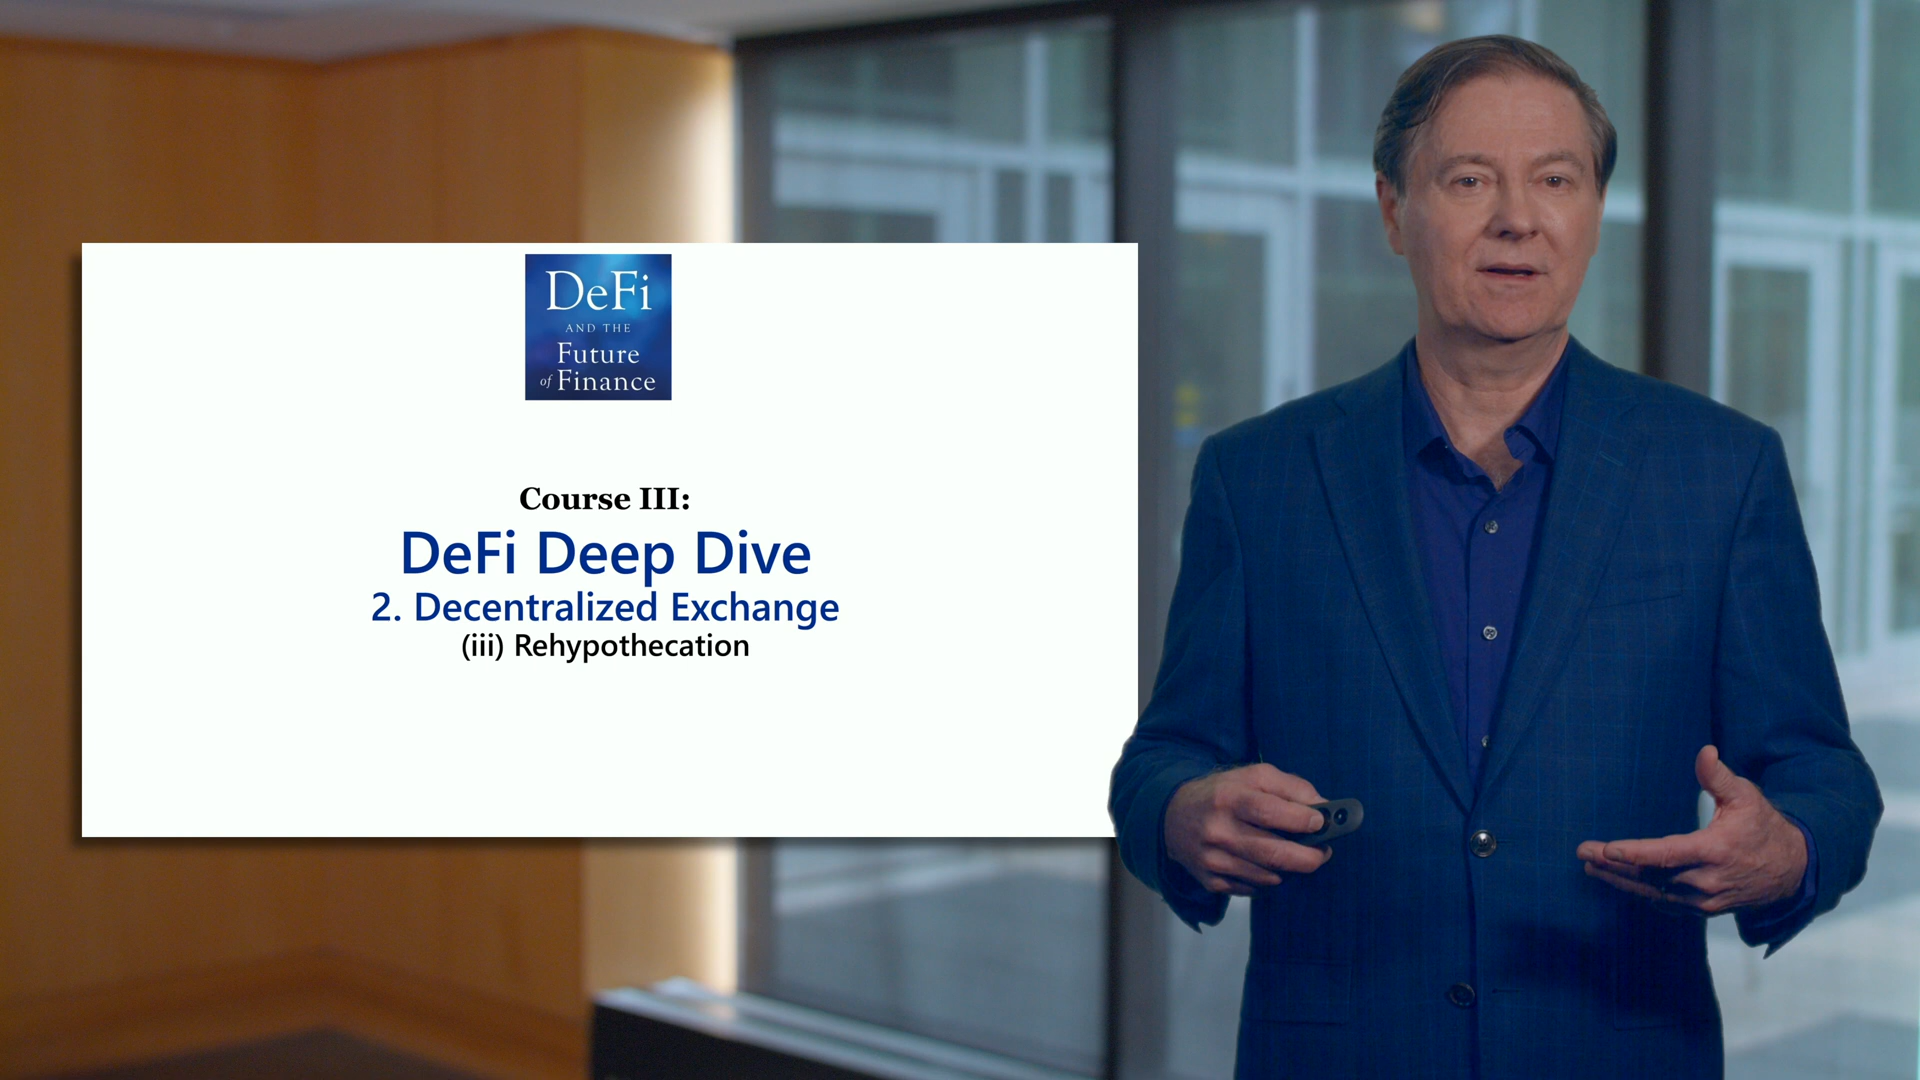 DeFi
AND THE
Future
of Finance
Course III:
DeFi Deep Dive
2. Decentralized Exchange
(iii) Rehypothecation